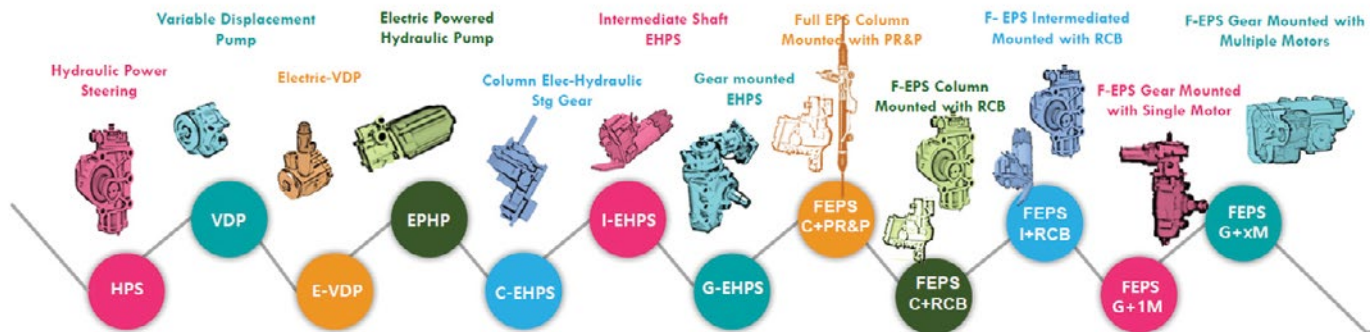 Hydraulic Power
Steering
HPS
Variable Displacement
Pump
VDP
Electric-VDP
E-VDP
Electric Powered
Hydraulic Pump
EPHP
Column Elec-Hydraulic
Stg Gear
C-EHPS
Intermediate Shaft
EHPS
I-EHPS
Gear mounted
EHPS
G-EHPS
Full EPS Column
Mounted with PR&P
FEPS
C+PR&P
F-EPS Column
Mounted with RCB
FEPS
C+RCB
F- EPS Intermediated
Mounted with RCB
FEPS
I+RCB
F-EPS Gear Mounted
with Single Motor
FEPS
G+1M
F-EPS Gear Mounted with
Multiple Motors
FEPS
G+xM